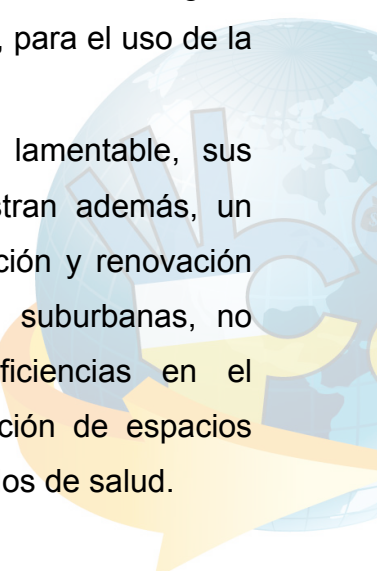 , para el uso de la
lamentable, sus
stran además, un
ción y renovación
suburbanas, no
ficiencias en el
ción de espacios
os de salud.